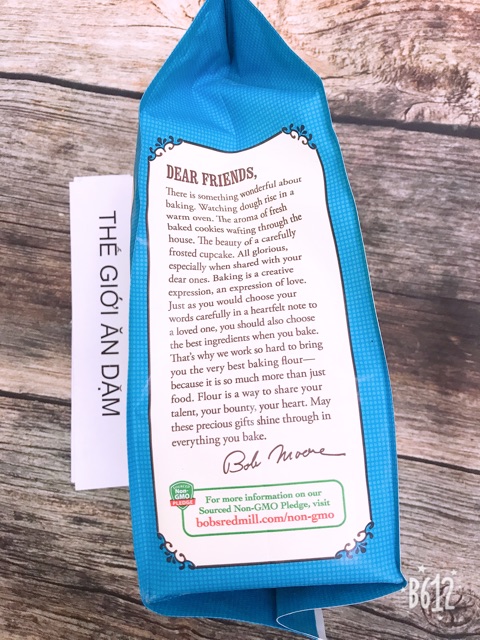 DEAR FRIENDS,
There is something wonderful about
baking. Watching dough rise in a
warm oven. The aroma of fresh
baked cookies wafting through the
house. The beauty of a carefully
frosted cupcake. All glorious,
especially when shared with your
dear ones. Baking is a creative
expression, an expression of love.
Just as you would choose your
words carefully in a heartfelt note to
a loved one, you should also choose
the best ingredients when you bake.
That's why we work so hard to bring
you the very best baking flour—
because it is so much more than just
food. Flour is a way to share your
talent, your bounty, your heart. May
these precious gifts shine through in
everything you bake.
Bob Moore
Non-
GMO
PLEDGE
For more information on our
Sourced Non-GMO Pledge, visit
bobsredmill.com/non-gmo
THẾ GIỚI ĂN DẶM
B612